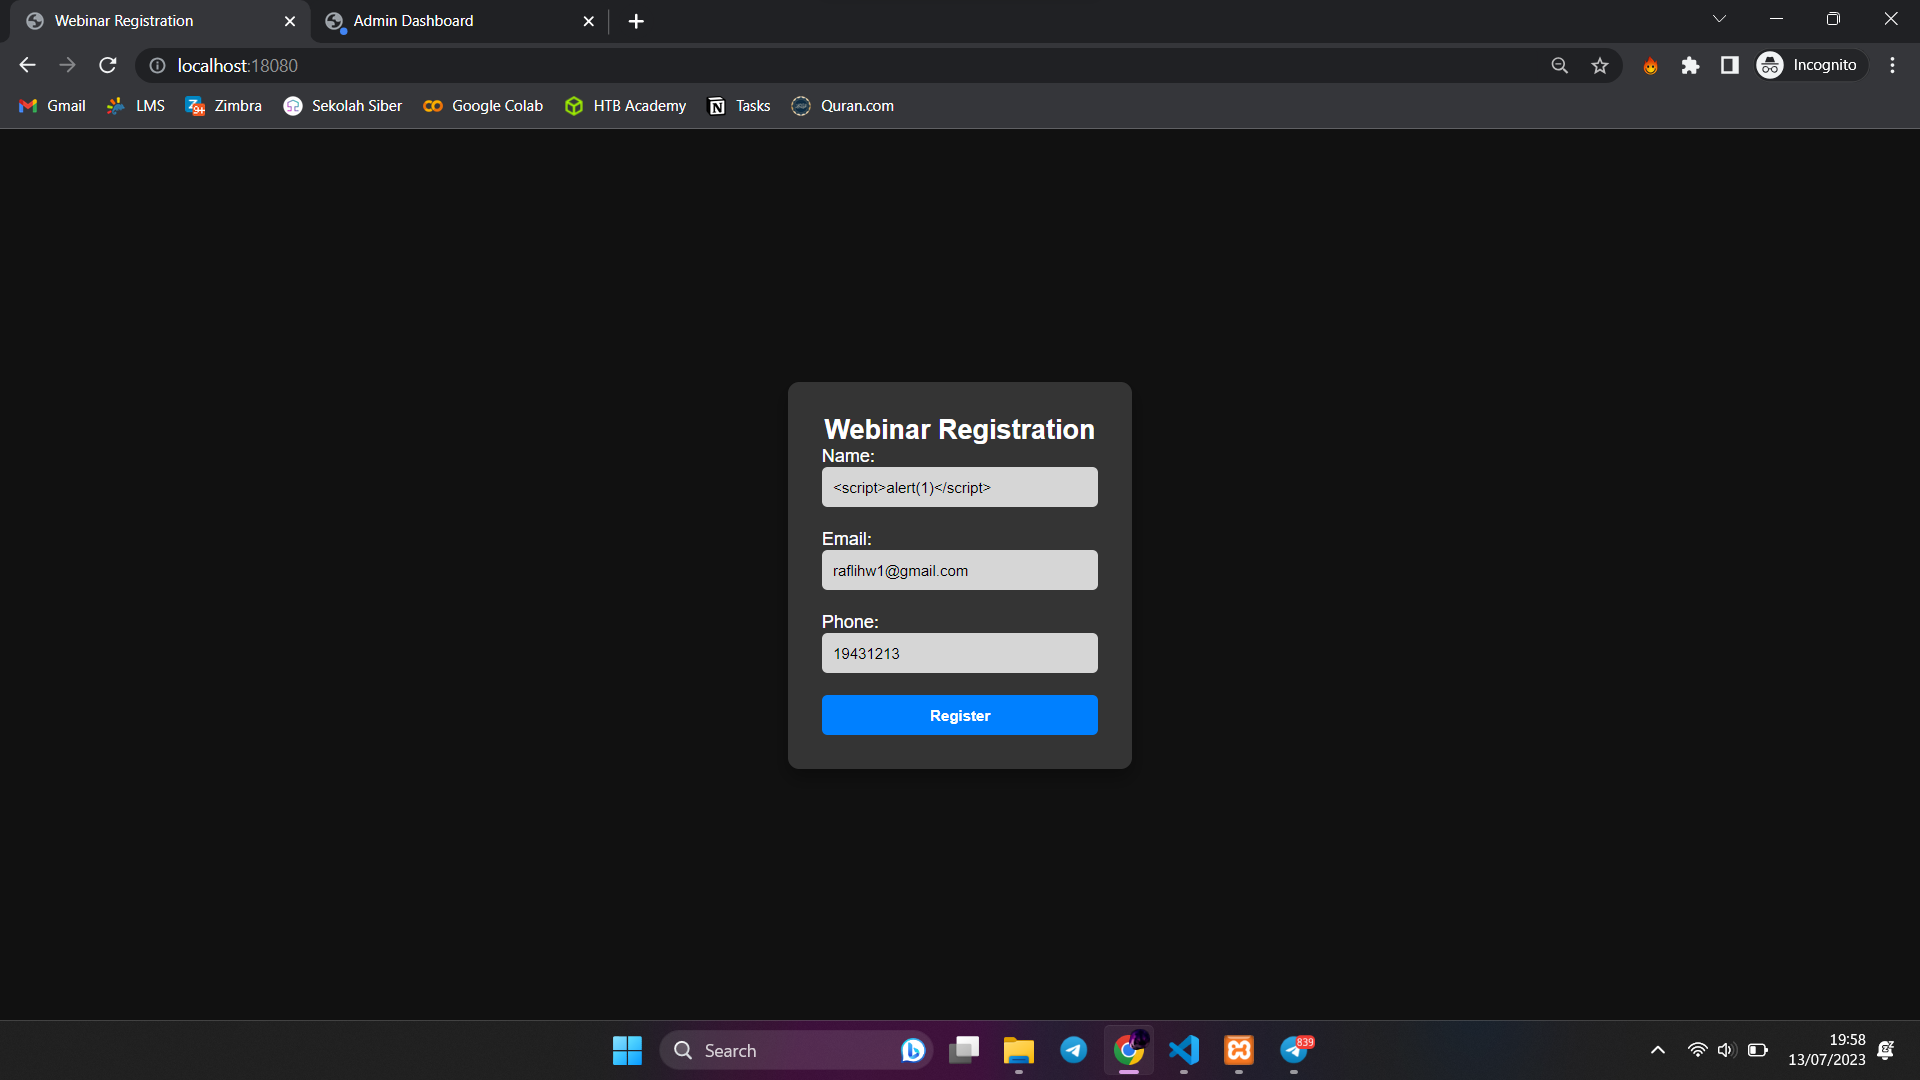 Webinar Registration
Admin Dashboard
localhost:18080
Incognito
Gmail
LMS
Zimbra
Sekolah Siber
Google Colab
HTB Academy
Tasks
Quran.com
Webinar Registration
Name:
<script>alert(1)</script>
Email:
raflihw1@gmail.com
Phone:
19431213
Register
Search
839
19:58
13/07/2023